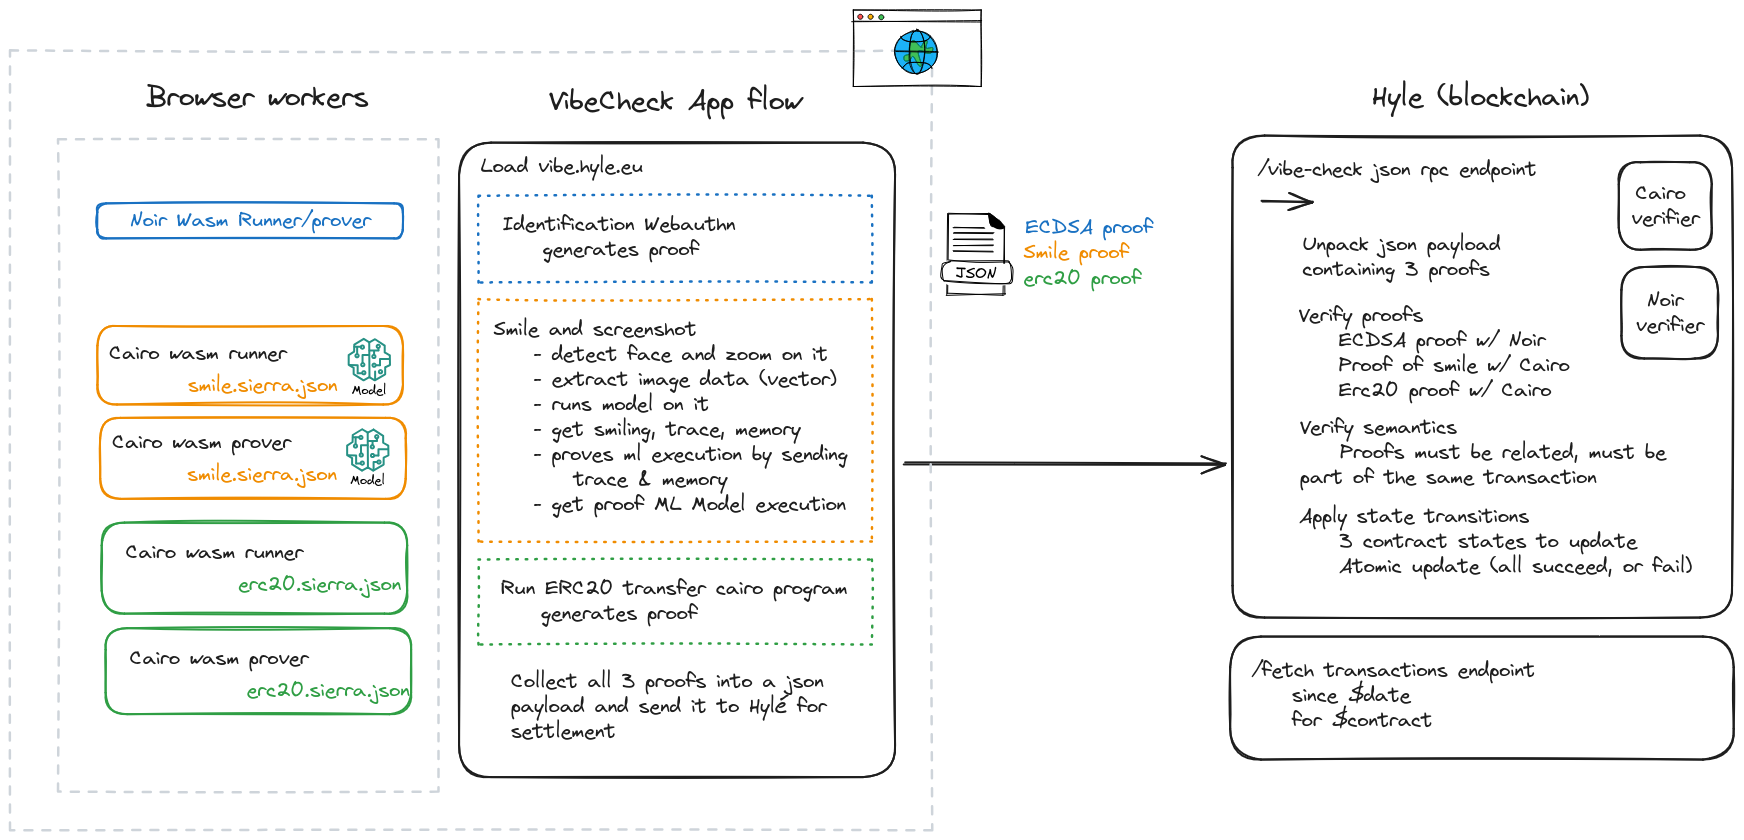 Browser workers
Noir Wasm Runner/prover
Cairo wasm runner
smile.sierra.json
Model
Cairo wasm prover
smile.sierra.json
Model
Cairo wasm runner
erc20.sierra.json
Cairo wasm prover
erc20.sierra.json
VibeCheck App flow
Load vibe.hyle.eu
Identification Webauthn
generates proof
Smile and screenshot
- detect face and zoom on it
- extract image data (vector)
- runs model on it
- get smiling, trace, memory
- proves ml execution by sending
trace & memory
- get proof ML Model execution
Run ERC20 transfer cairo program
generates proof
Collect all 3 proofs into a json
payload and send it to Hylé for
settlement
JSON
ECDSA proof
Smile proof
erc20 proof
Hyle (blockchain)
/vibe-check json rpc endpoint
Cairo
verifier
Noir
verifier
Unpack json payload
containing 3 proofs
Verify proofs
ECDSA proof w/ Noir
Proof of smile w/ Cairo
Erc20 proof w/ Cairo
Verify semantics
Proofs must be related, must be
part of the same transaction
Apply state transitions
3 contract states to update
Atomic update (all succeed, or fail)
/fetch transactions endpoint
since $date
for $contract